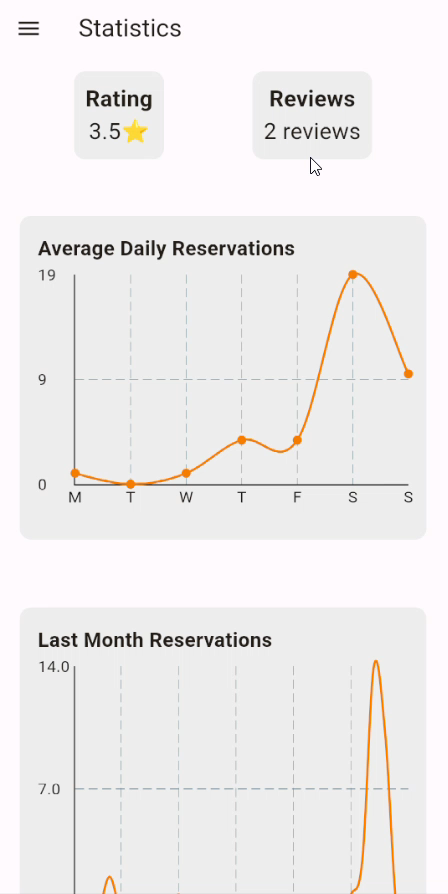 Statistics
Rating
3.5⭐
Reviews
2 reviews
Average Daily Reservations
19
9
0
M T W T F S S
Last Month Reservations
14.0
7.0